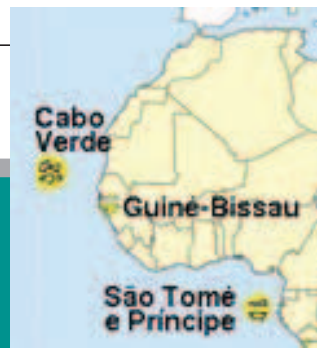 Cabo
Verde
Guiné-Bissau
São Tomé
e Príncipe